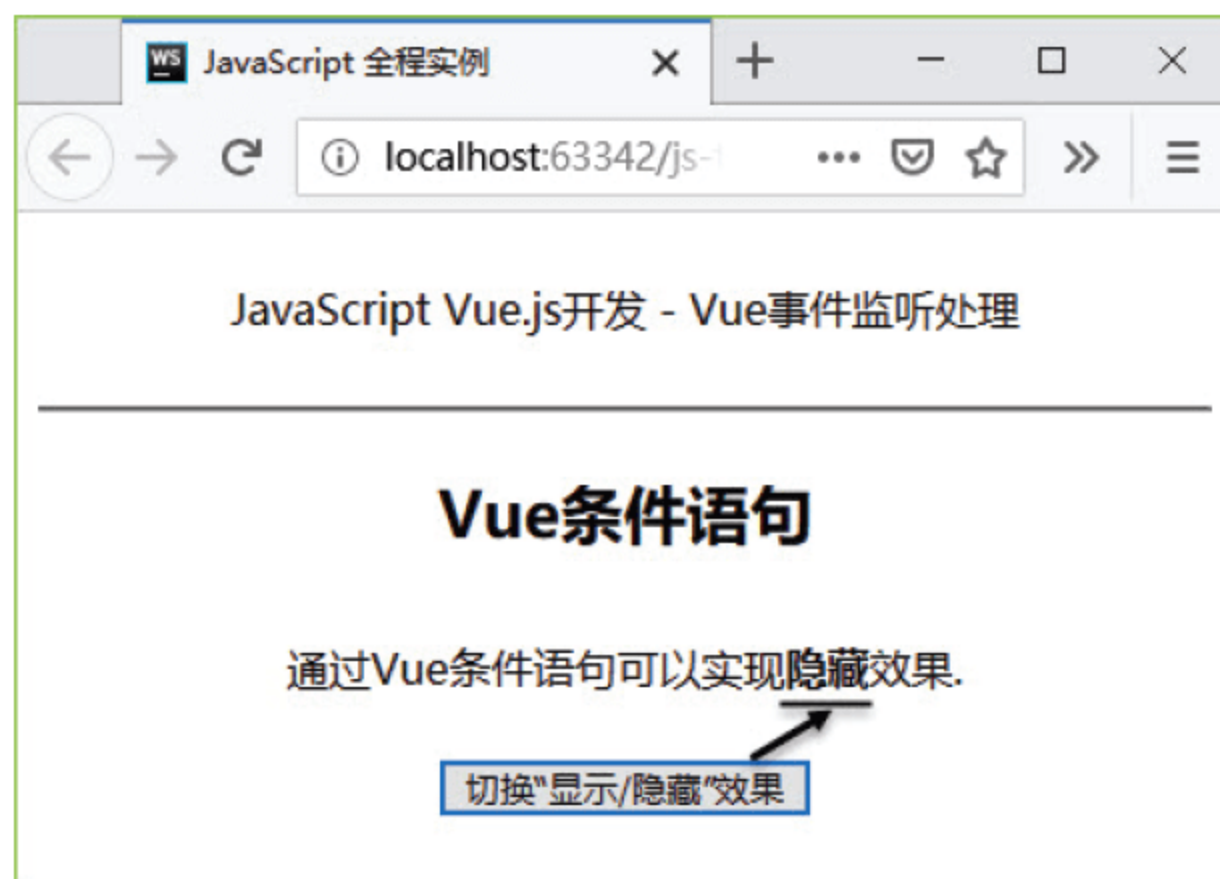 WS JavaScript 全程实例
localhost:63342/js-
JavaScript Vue.js开发 - Vue事件监听处理
Vue条件语句
通过Vue条件语句可以实现隐藏效果.
切换“显示/隐藏”效果